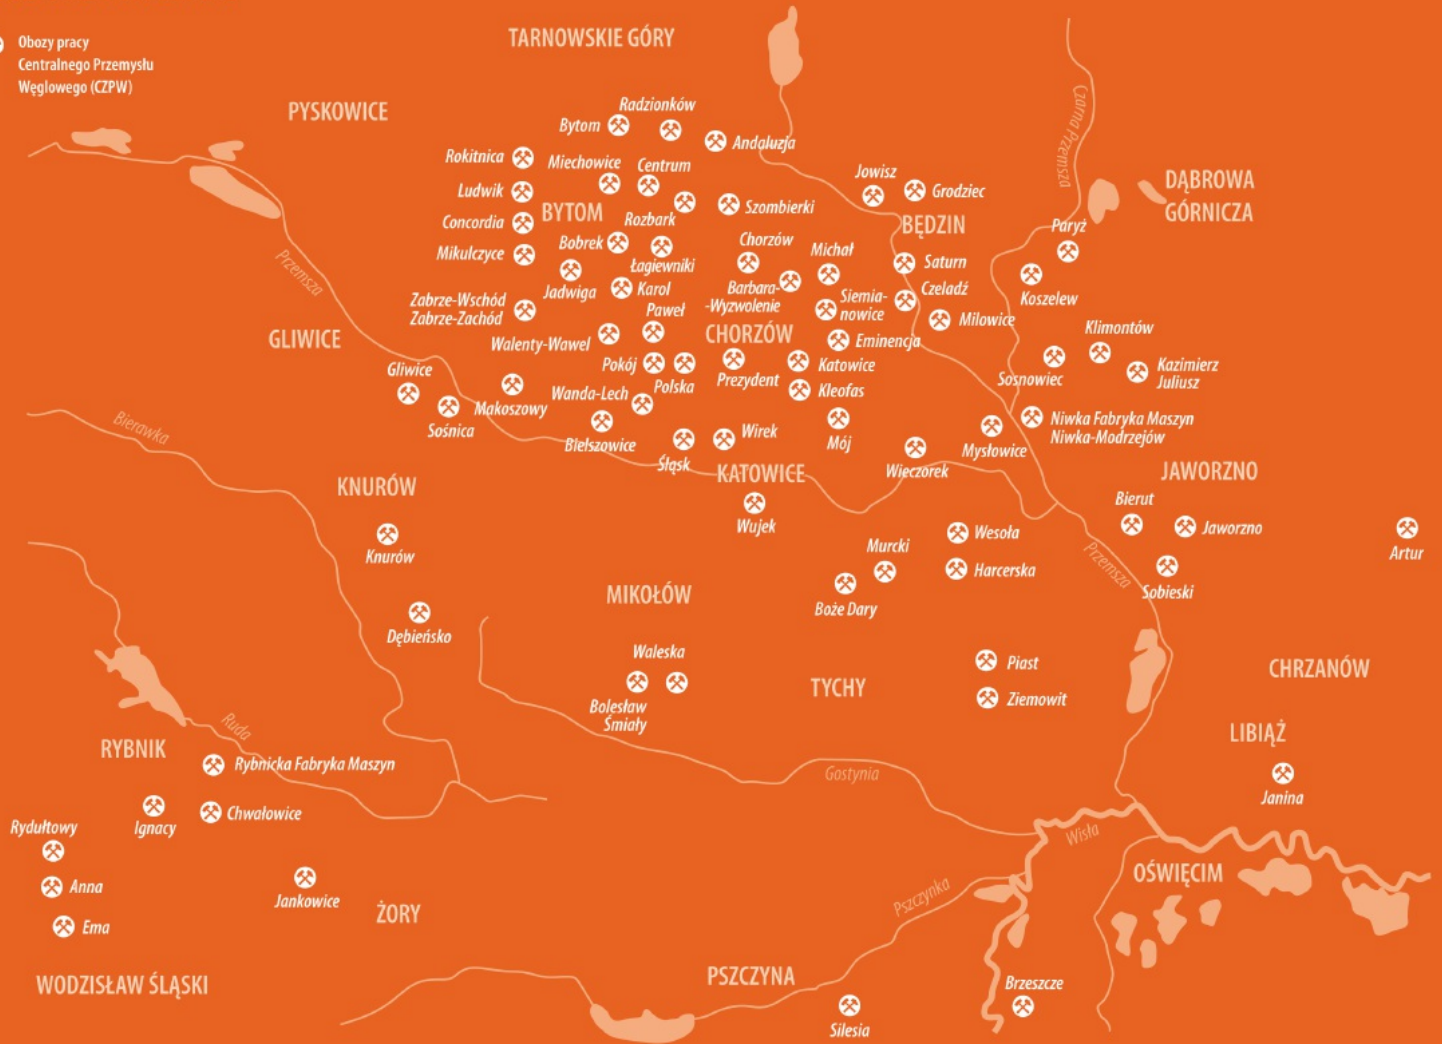 Obozy pracy
Centralnego Przemysłu
Węglowego (CZPW)
TARNOWSKIE GÓRY
PYSKOWICE
Radzionków
Bytom
Andaluzja
Czarna Przemsza
Rokitnica
Miechowice
Centrum
Jowisz
Grodziec
DĄBROWA
GÓRNICZA
Ludwik
BYTOM
Rozbark
Szombierki
BĘDZIN
Paryż
Concordia
Mikulczyce
Bobrek
Łagiewniki
Chorzów
Michał
Saturn
Koszelew
Przemsza
Jadwiga
Karol
Barbara-
-Wyzwolenie
Siemia-
nowice
Czeladź
Milowice
Zabrze-Wschód
Zabrze-Zachód
Paweł
CHORZÓW
Eminencja
Klimontów
GLIWICE
Walenty-Wawel
Pokój
Polska
Prezydent
Katowice
Sosnowiec
Kazimierz
Juliusz
Gliwice
Makoszowy
Wanda-Lech
Kleofas
Sośnica
Bielszowice
Śląsk
Wirek
Mój
Wieczorek
Mysłowice
Niwka Fabryka Maszyn
Niwka-Modrzejów
Bierawka
KATOWICE
JAWORZNO
KNURÓW
Wujek
Bierut
Jaworzno
Artur
Knurów
Murcki
Wesoła
Przemsza
Harcerska
Sobieski
MIKOŁÓW
Boże Dary
Dębieńsko
Waleska
Bolesław
Śmiały
TYCHY
Piast
Ziemowit
CHRZANÓW
Ruda
RYBNIK
Rybnicka Fabryka Maszyn
Gostynia
LIBIĄŻ
Janina
Ignacy
Chwałowice
Rydułtowy
Wisła
Anna
Jankowice
ŻORY
Pszczynka
OŚWIĘCIM
Ema
WODZISŁAW ŚLĄSKI
PSZCZYNA
Silesia
Brzeszcze